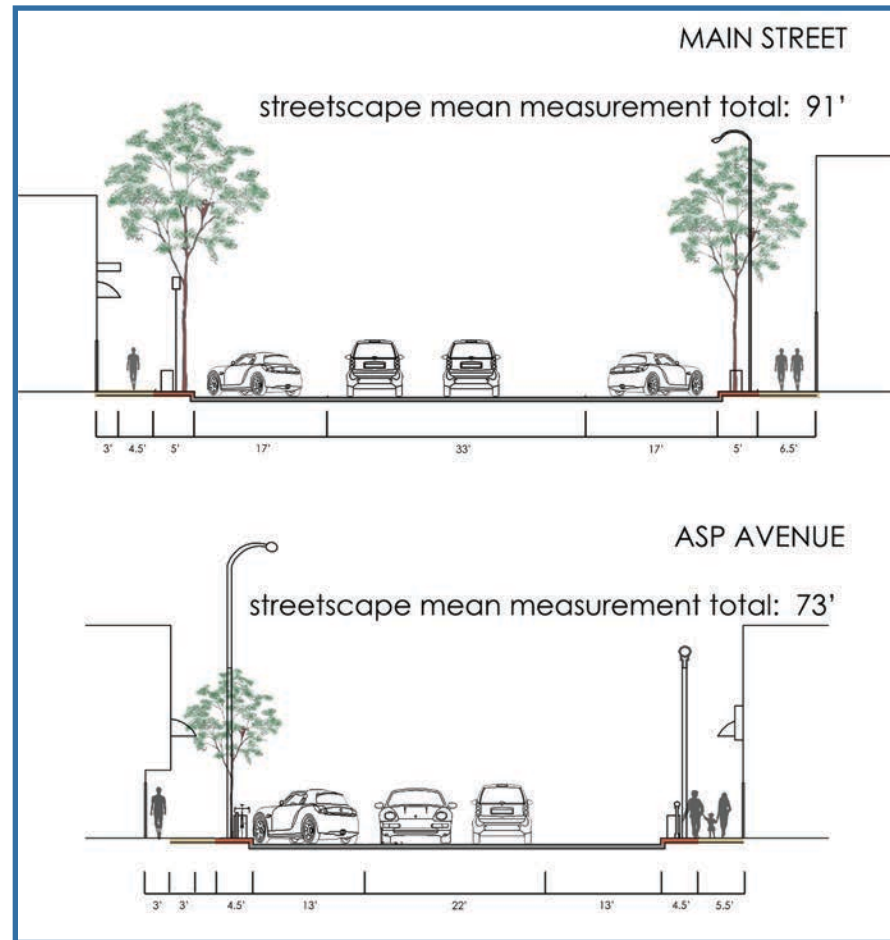 MAIN STREET
streetscape mean measurement total: 91’
3' 4.5' 5' 17' 33' 17' 5' 6.5'
ASP AVENUE
streetscape mean measurement total: 73’
3' 3' 4.5' 13' 22' 13' 4.5' 5.5'